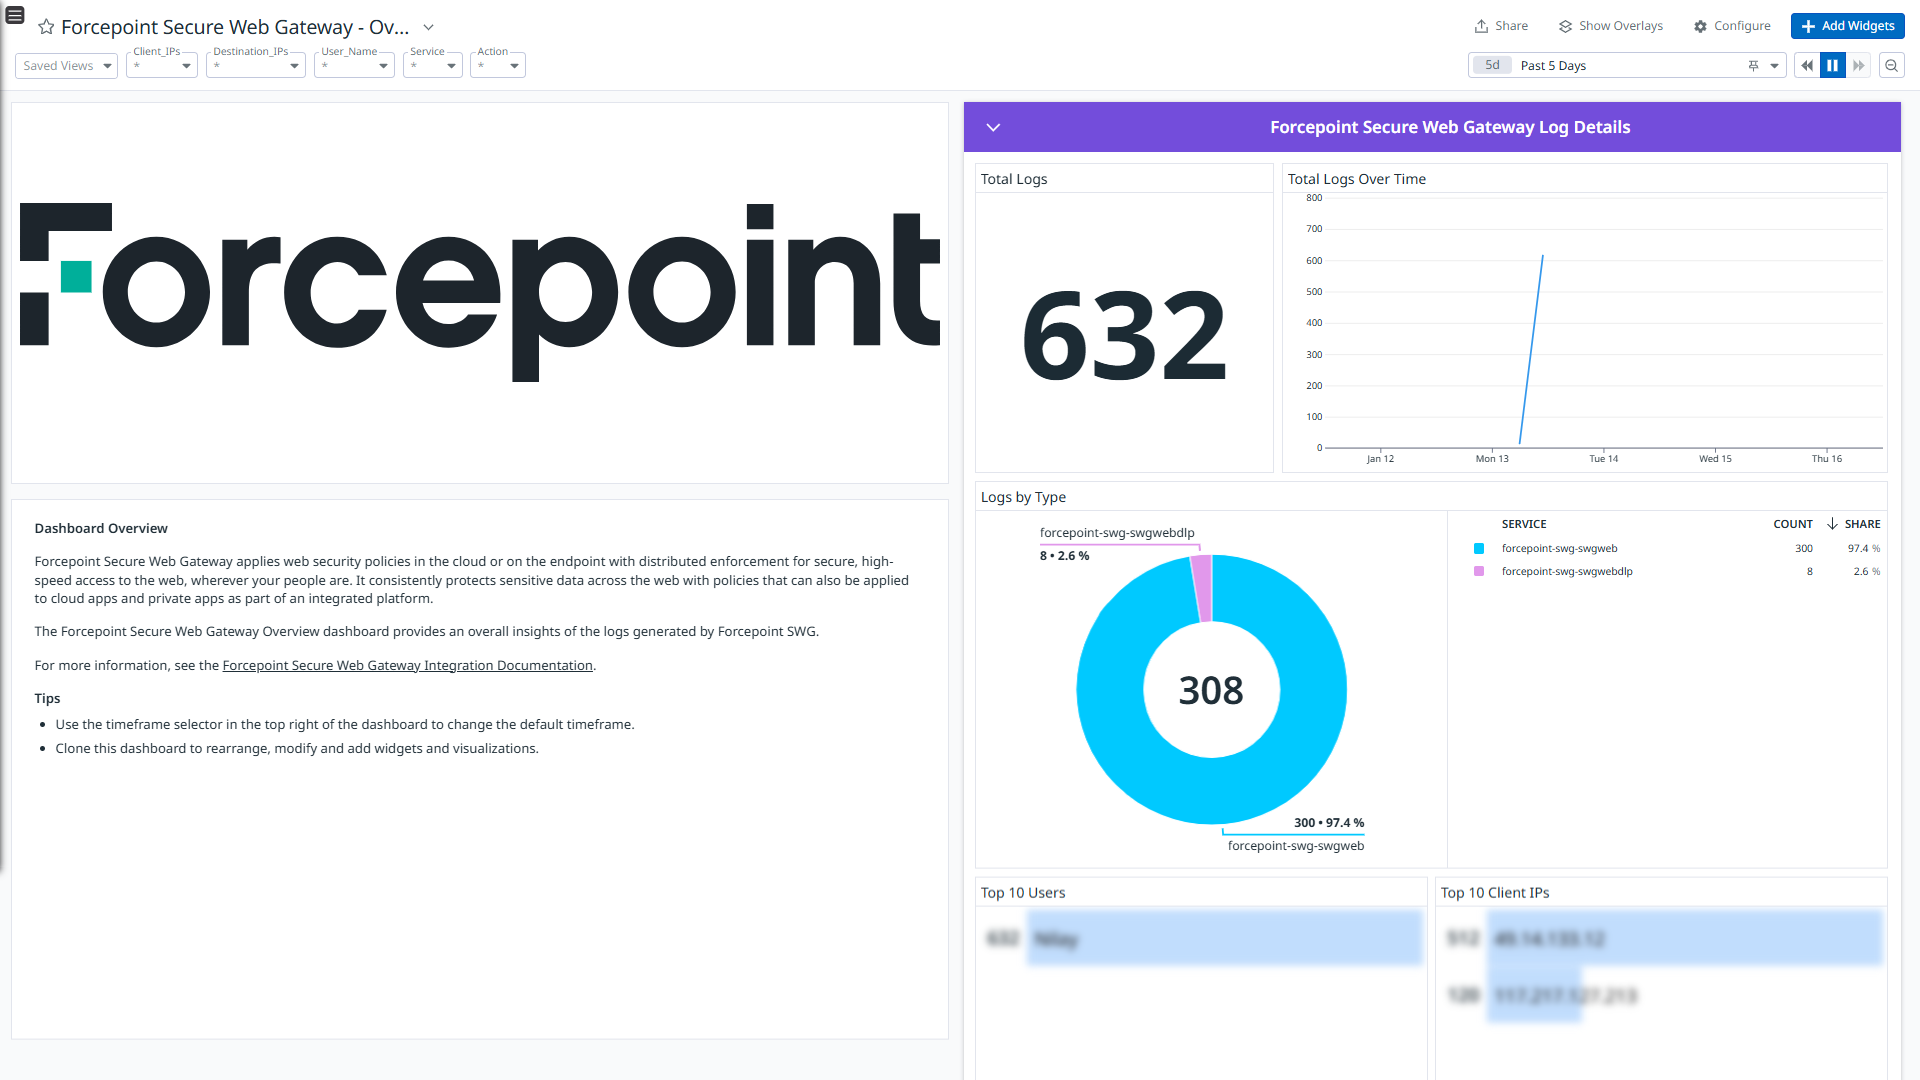 Forcepoint Secure Web Gateway - Ov...
Share
Show Overlays
Configure
Add Widgets
Saved Views
Client_IPs
*
Destination_IPs
*
User_Name
*
Service
*
Action
*
5d
Past 5 Days
Forcepoint
Dashboard Overview
Forcepoint Secure Web Gateway applies web security policies in the cloud or on the endpoint with distributed enforcement for secure, high-
speed access to the web, wherever your people are. It consistently protects sensitive data across the web with policies that can also be applied
to cloud apps and private apps as part of an integrated platform.
The Forcepoint Secure Web Gateway Overview dashboard provides an overall insights of the logs generated by Forcepoint SWG.
For more information, see the Forcepoint Secure Web Gateway Integration Documentation.
Tips
• Use the timeframe selector in the top right of the dashboard to change the default timeframe.
• Clone this dashboard to rearrange, modify and add widgets and visualizations.
Forcepoint Secure Web Gateway Log Details
Total Logs
632
Total Logs Over Time
800
700
600
500
400
300
200
100
0
Jan 12
Mon 13
Tue 14
Wed 15
Thu 16
Logs by Type
forcepoint-swg-swgwebdlp
8 • 2.6 %
308
300 • 97.4 %
forcepoint-swg-swgweb
SERVICE COUNT SHARE
forcepoint-swg-swgweb 300 97.4 %
forcepoint-swg-swgwebdlp 8 2.6 %
Top 10 Users
Top 10 Client IPs